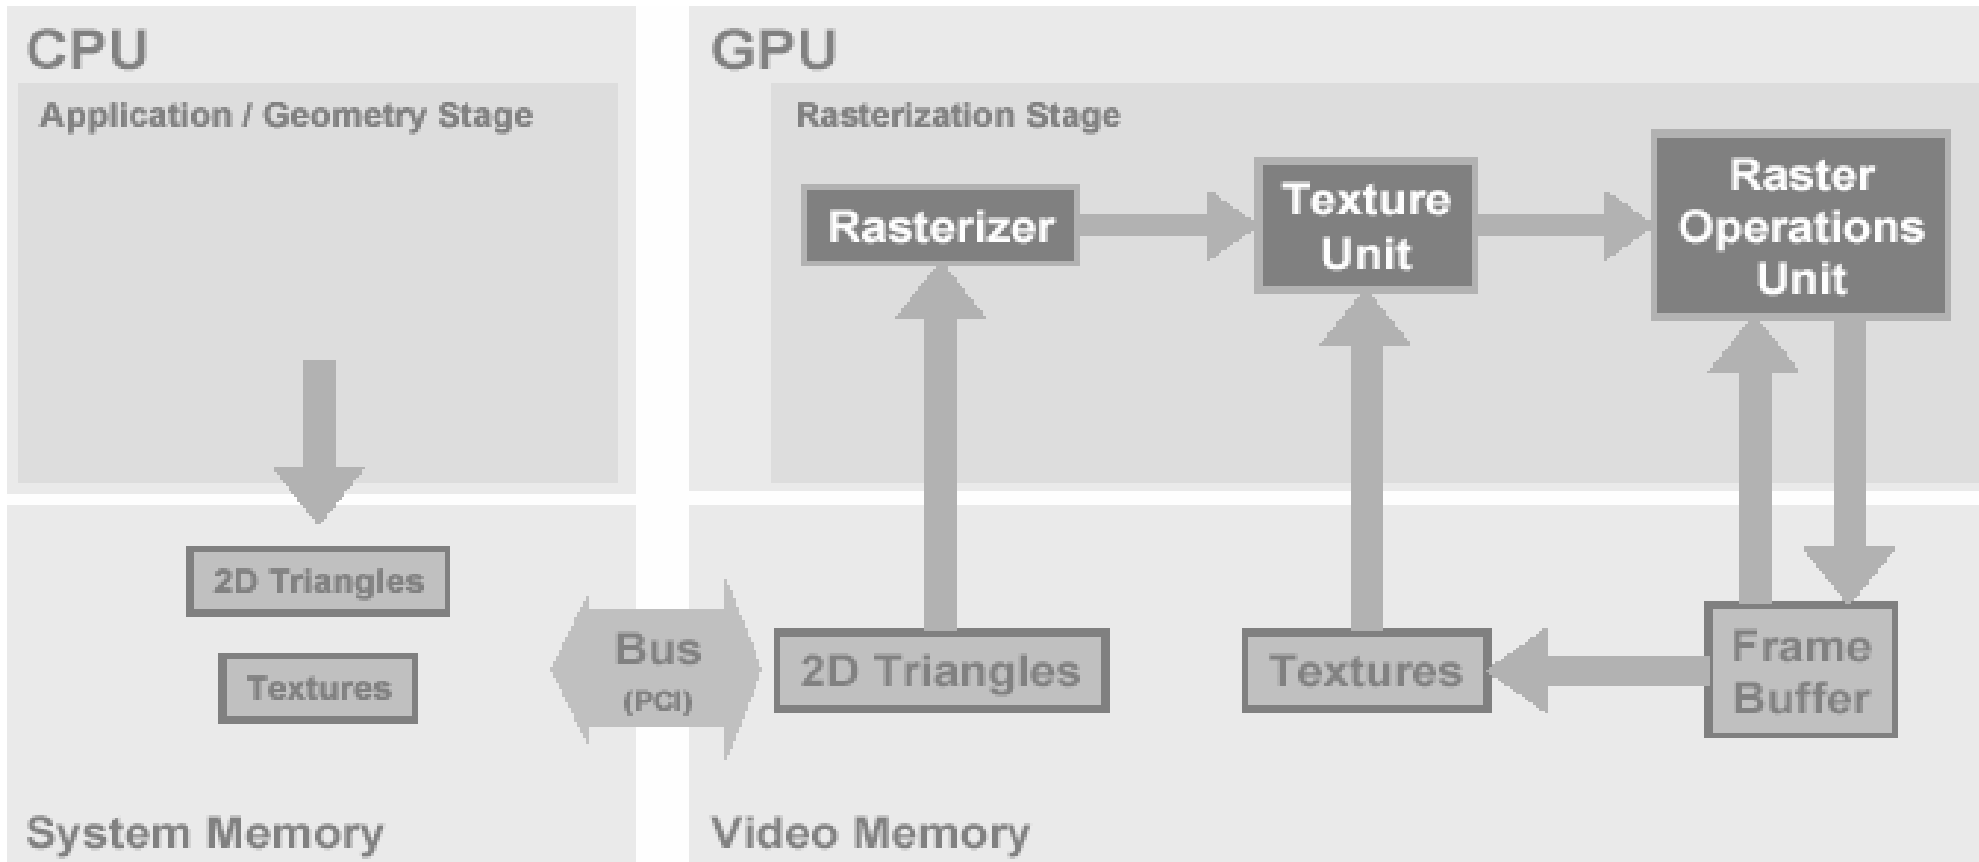 CPU
Application / Geometry Stage
2D Triangles
Textures
System Memory
Bus
(PCI)
GPU
Rasterization Stage
Rasterizer
Texture
Unit
Raster
Operations
Unit
2D Triangles
Textures
Frame
Buffer
Video Memory